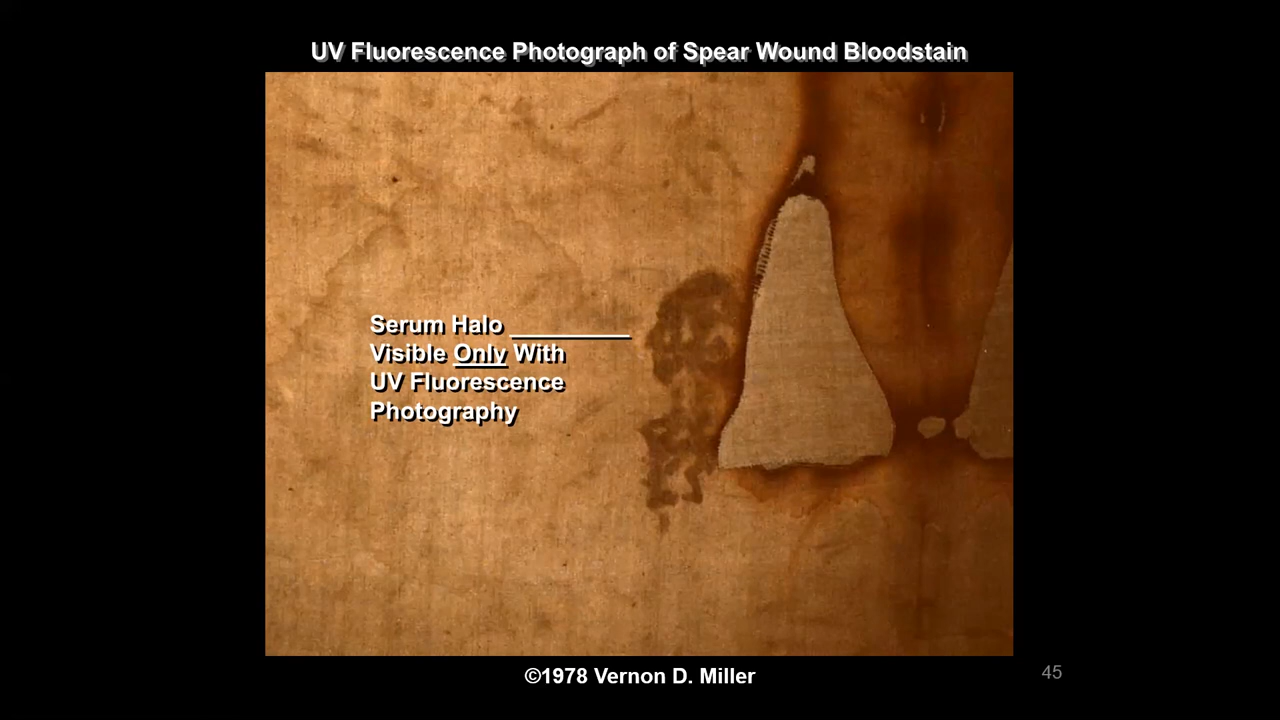 UV Fluorescence Photograph of Spear Wound Bloodstain
Serum Halo
Visible Only With
UV Fluorescence
Photography
©1978 Vernon D. Miller
45